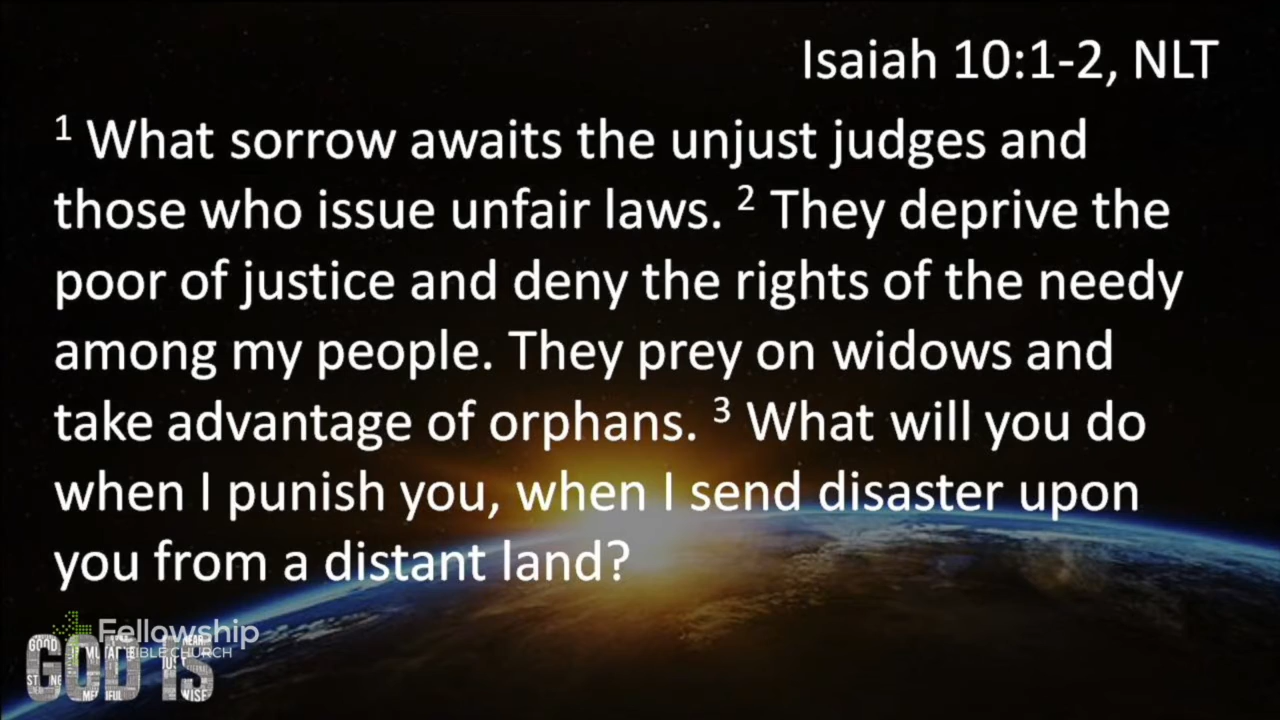 Isaiah 10:1-2, NLT
1 What sorrow awaits the unjust judges and
those who issue unfair laws. 2 They deprive the
poor of justice and deny the rights of the needy
among my people. They prey on widows and
take advantage of orphans. 3 What will you do
when I punish you, when I send disaster upon
you from a distant land?
Fellowship
BIBLE CHURCH
GOD IS
GOOD
WISE